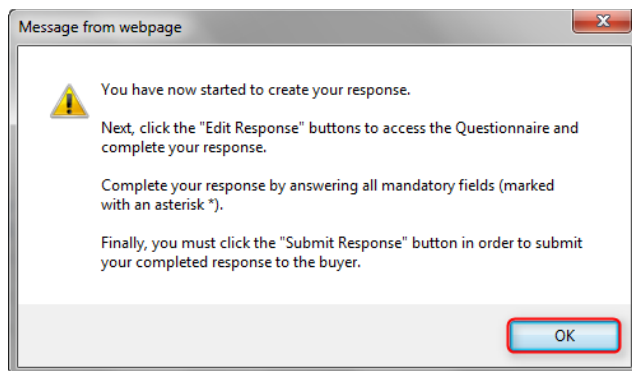 Message from webpage
You have now started to create your response.
Next, click the "Edit Response" buttons to access the Questionnaire and
complete your response.
Complete your response by answering all mandatory fields (marked
with an asterisk *).
Finally, you must click the "Submit Response" button in order to submit
your completed response to the buyer.
OK